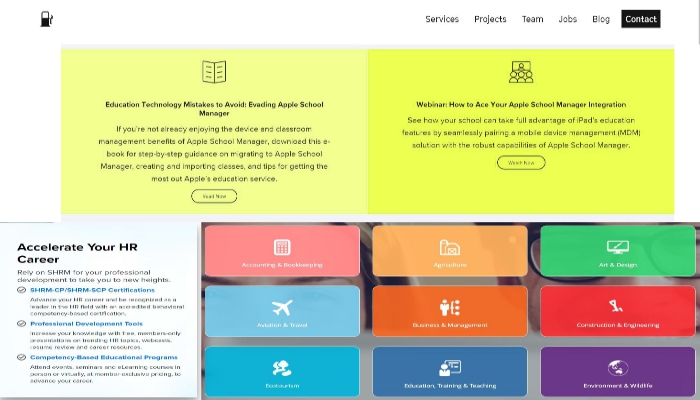 Services Projects Team Jobs Blog Contact
Education Technology Mistakes to Avoid: Evading Apple School
Manager
If you're not already enjoying the device and classroom
management benefits of Apple School Manager, download this e-
book for step-by-step guidance on migrating to Apple School
Manager, creating and importing classes, and tips for getting the
most out Apple's education service.
Read Now
Webinar: How to Ace Your Apple School Manager Integration
See how your school can take full advantage of iPad's education
features by seamlessly pairing a mobile device management (MDM)
solution with the robust capabilities of Apple School Manager.
Watch Now
Accelerate Your HR
Career
Rely on SHRM for your professional
development to take you to new heights.
SHRM-CP/SHRM-SCP Certifications
Advance your HR career and be recognized as a
leader in the HR field with an accredited behavioral
competency-based certification.
Professional Development Tools
Increase your knowledge with free, members-only
presentations on trending HR topics, webcasts,
resume review and career resources.
Competency-Based Educational Programs
Attend events, seminars and eLearning courses in
person or virtually, at member-exclusive pricing, to
advance your career.
Accounting & Bookkeeping
Agriculture
Art & Design
Aviation & Travel
Business & Management
Construction & Engineering
Ecotourism
Education, Training & Teaching
Environment & Wildlife